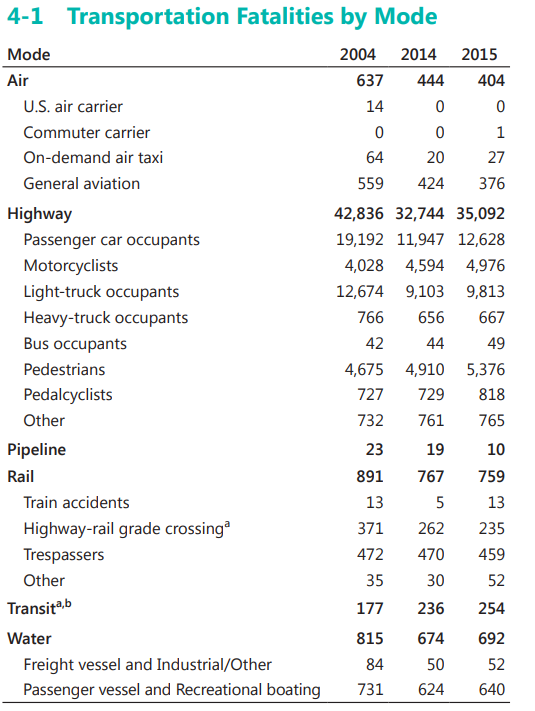 4-1 Transportation Fatalities by Mode
Mode 2004 2014 2015
Air 637 444 404
U.S. air carrier 14 0 0
Commuter carrier 0 0 1
On-demand air taxi 64 20 27
General aviation 559 424 376
Highway 42,836 32,744 35,092
Passenger car occupants 19,192 11,947 12,628
Motorcyclists 4,028 4,594 4,976
Light-truck occupants 12,674 9,103 9,813
Heavy-truck occupants 766 656 667
Bus occupants 42 44 49
Pedestrians 4,675 4,910 5,376
Pedalcyclists 727 729 818
Other 732 761 765
Pipeline 23 19 10
Rail 891 767 759
Train accidents 13 5 13
Highway-rail grade crossingᵃ 371 262 235
Trespassers 472 470 459
Other 35 30 52
Transitᵃ,ᵇ 177 236 254
Water 815 674 692
Freight vessel and Industrial/Other 84 50 52
Passenger vessel and Recreational boating 731 624 640